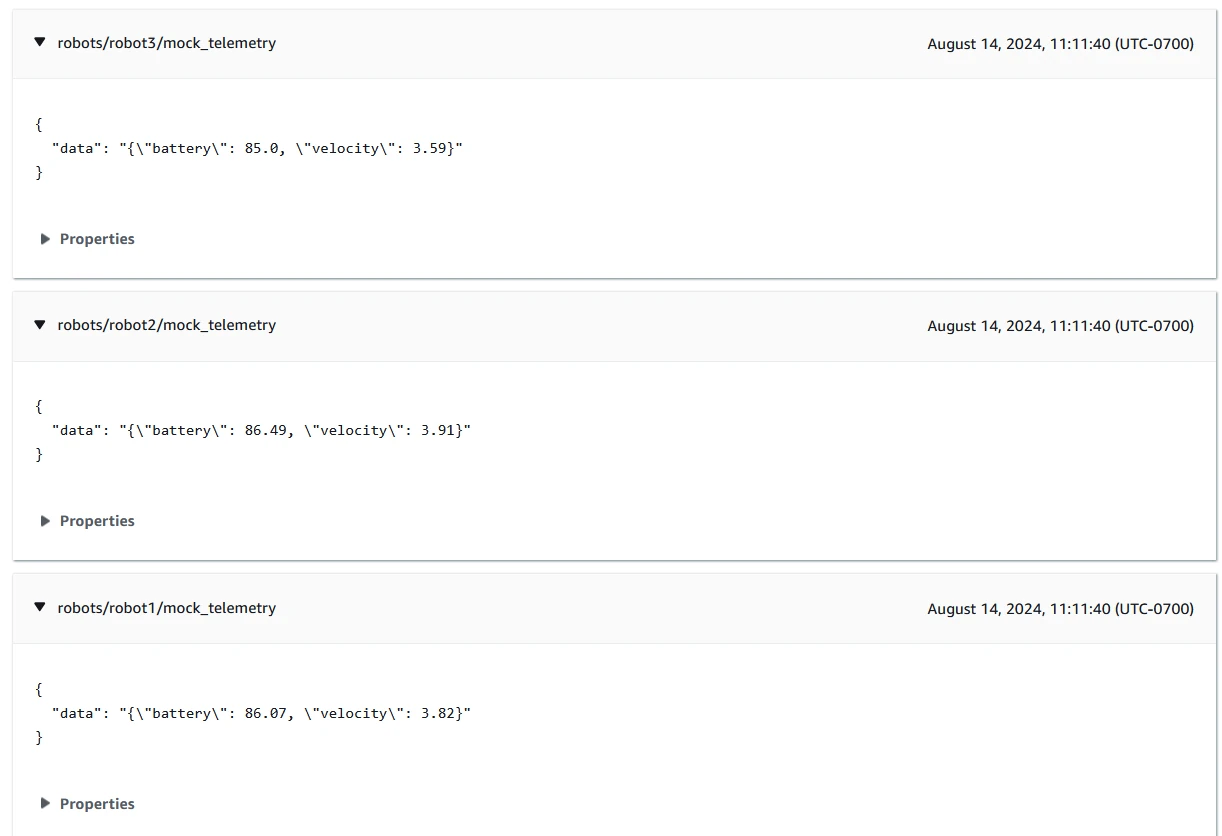 robots/robot3/mock_telemetry August 14, 2024, 11:11:40 (UTC-0700)
{
  "data": "{\"battery\": 85.0, \"velocity\": 3.59}"
}
Properties
robots/robot2/mock_telemetry August 14, 2024, 11:11:40 (UTC-0700)
{
  "data": "{\"battery\": 86.49, \"velocity\": 3.91}"
}
Properties
robots/robot1/mock_telemetry August 14, 2024, 11:11:40 (UTC-0700)
{
  "data": "{\"battery\": 86.07, \"velocity\": 3.82}"
}
Properties